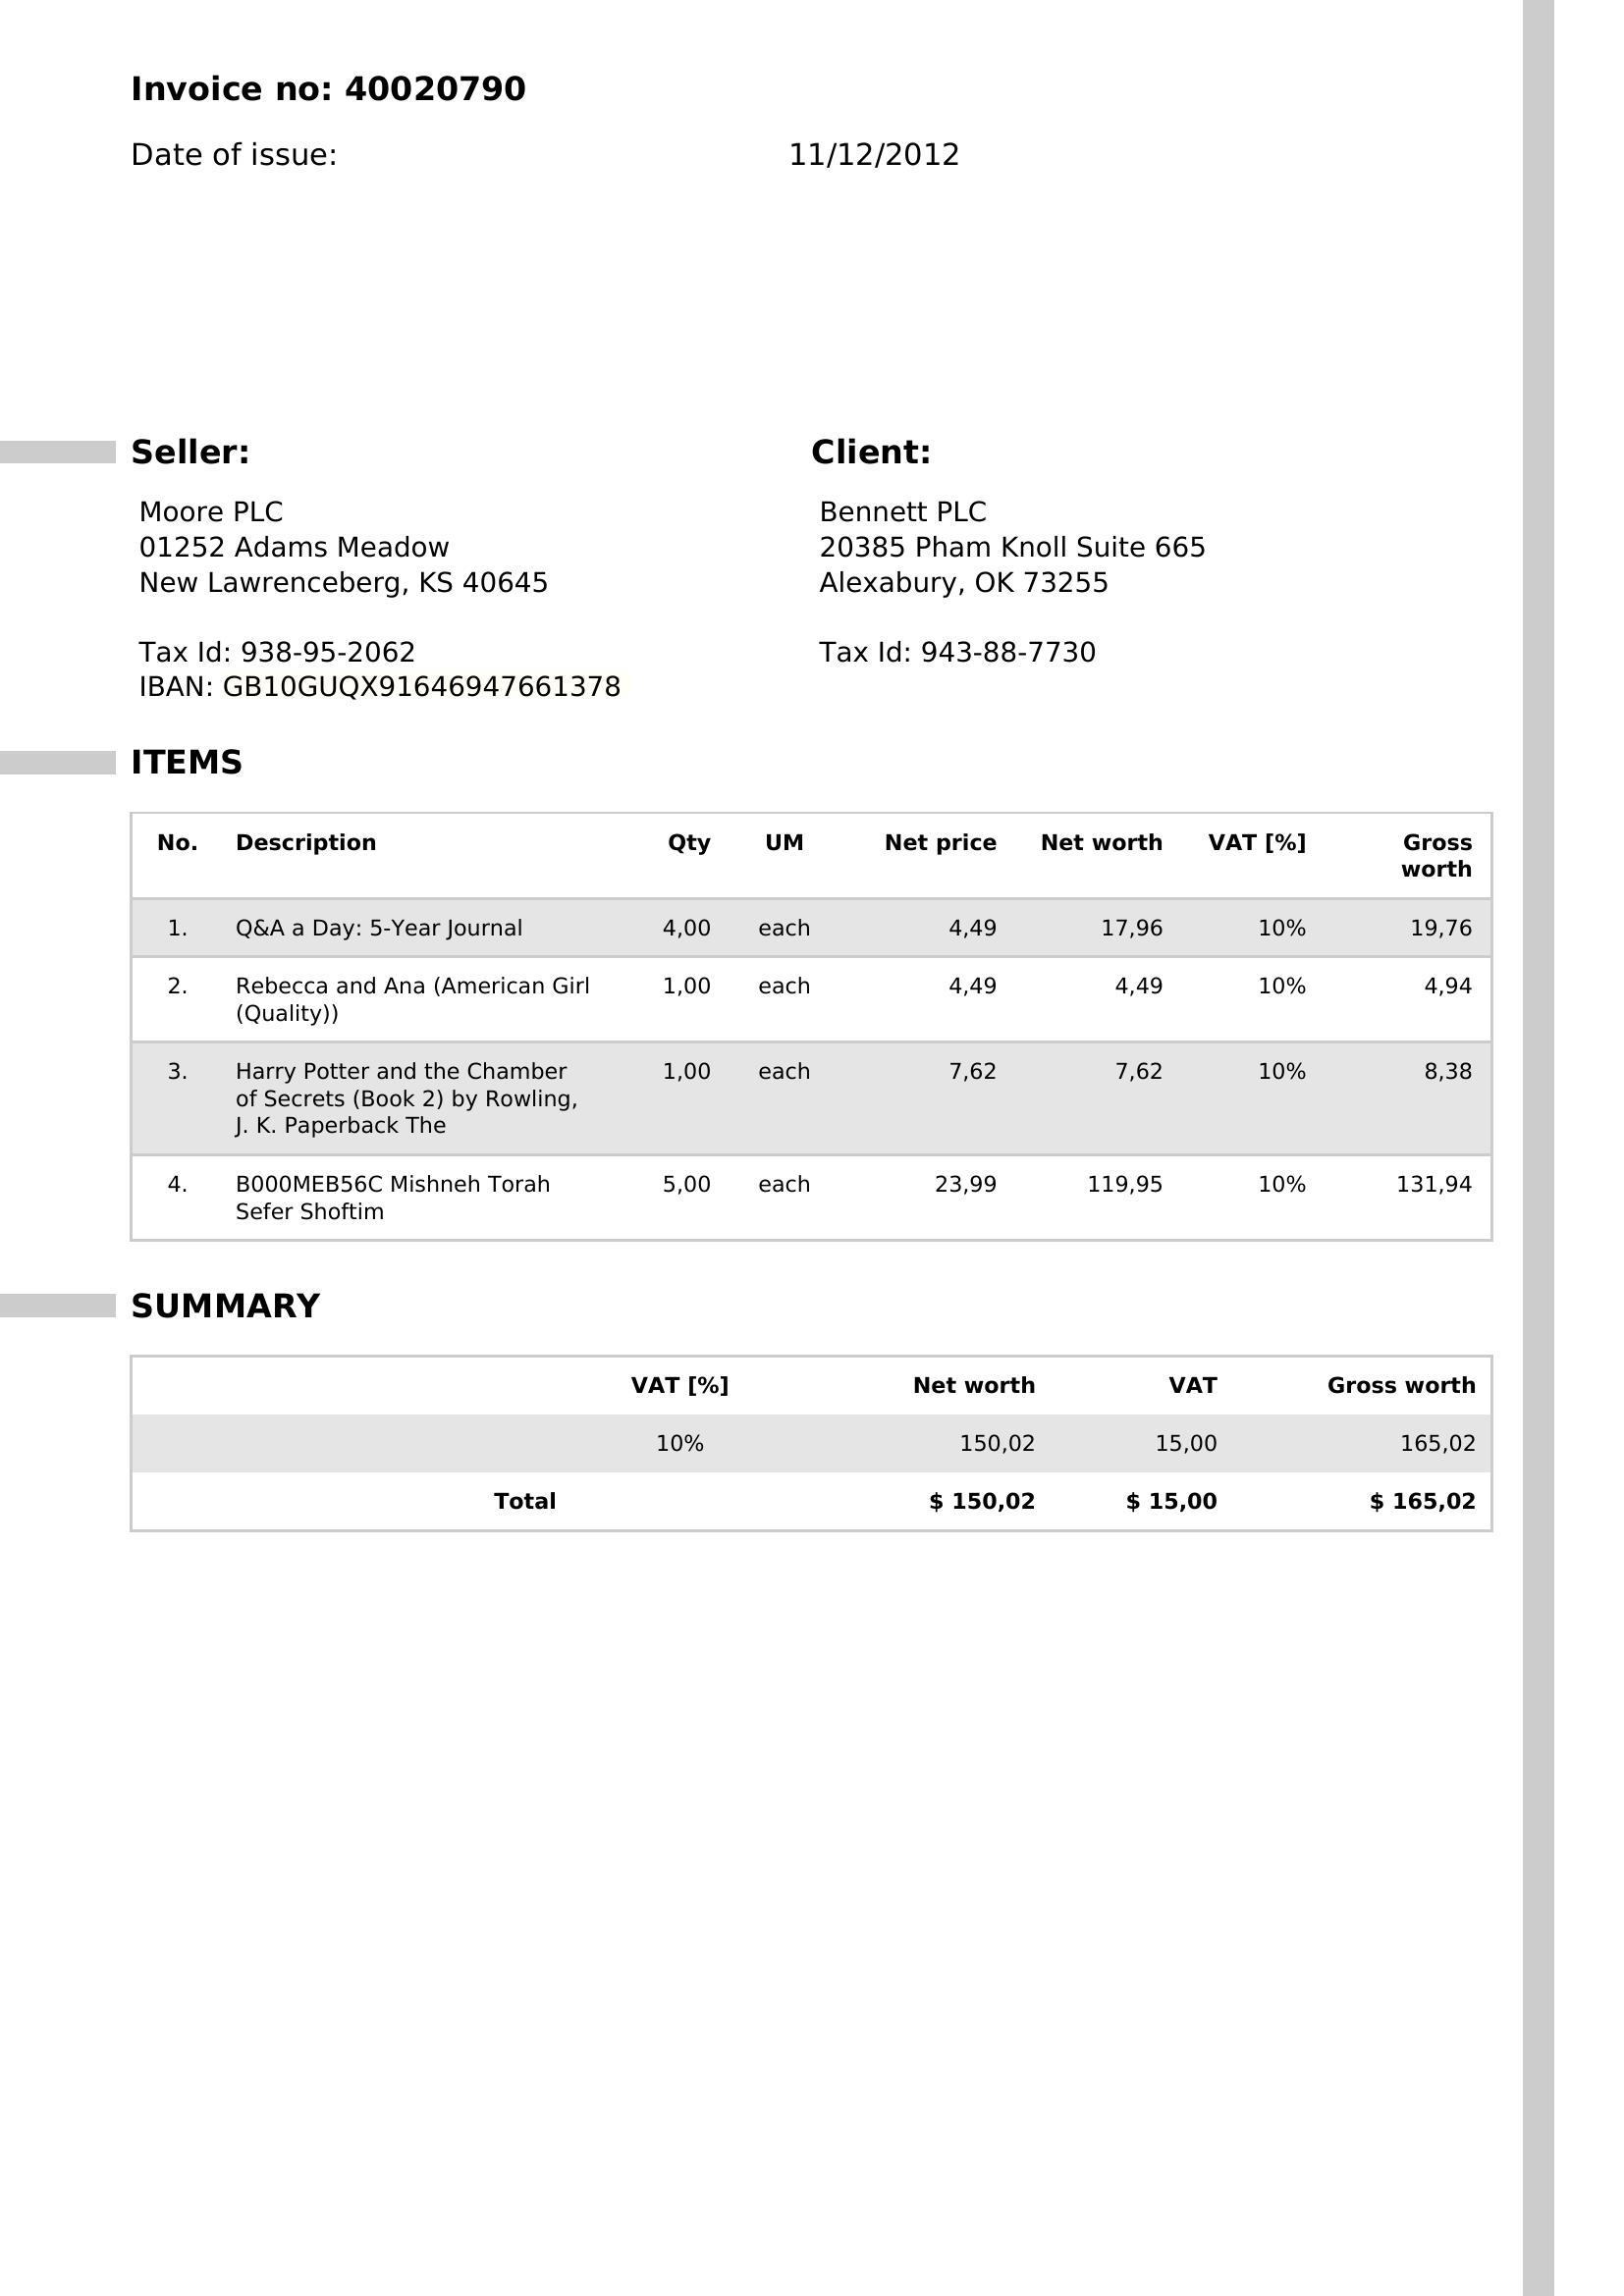 Invoice no: 40020790
Date of issue: 11/12/2012
Seller: Client:
Moore PLC
01252 Adams Meadow
New Lawrenceberg, KS 40645
Tax Id: 938-95-2062
IBAN: GB10GUQX91646947661378
Bennett PLC
20385 Pham Knoll Suite 665
Alexabury, OK 73255
Tax Id: 943-88-7730
ITEMS
No. Description Qty UM Net price Net worth VAT [%] Gross
worth
1. Q&A a Day: 5-Year Journal 4,00 each 4,49 17,96 10% 19,76
2. Rebecca and Ana (American Girl 1,00 each 4,49 4,49 10% 4,94
(Quality))
3. Harry Potter and the Chamber 1,00 each 7,62 7,62 10% 8,38
of Secrets (Book 2) by Rowling,
J. K. Paperback The
4. B000MEB56C Mishneh Torah 5,00 each 23,99 119,95 10% 131,94
Sefer Shoftim
SUMMARY
VAT [%] Net worth VAT Gross worth
10% 150,02 15,00 165,02
Total $ 150,02 $ 15,00 $ 165,02